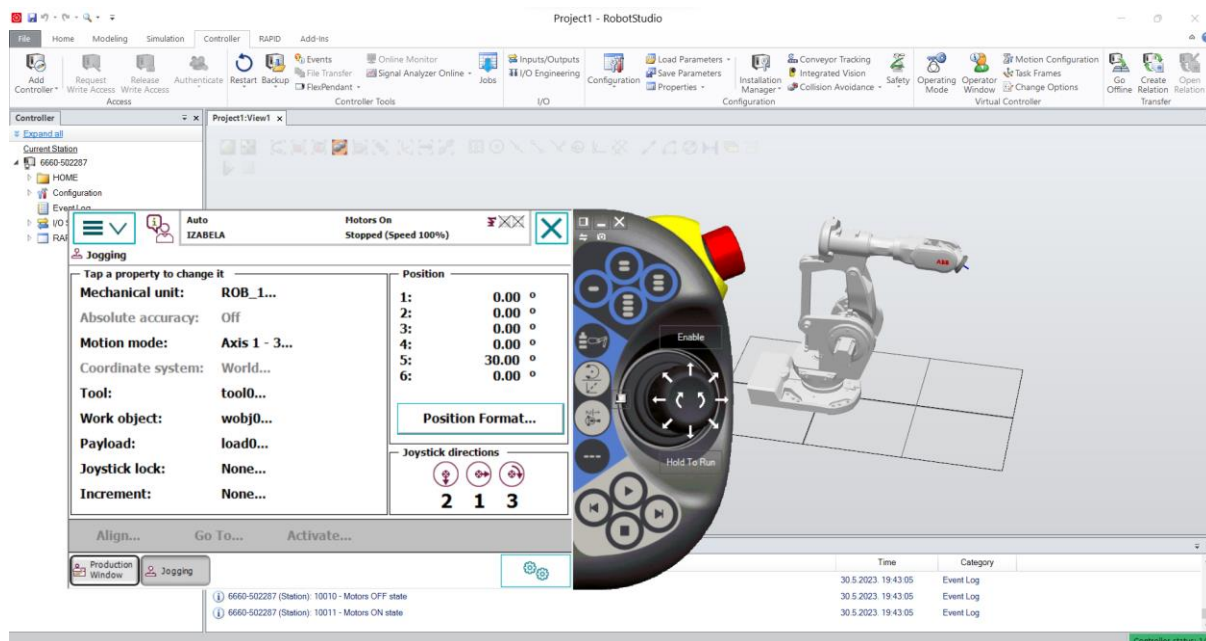 Project1 - RobotStudio
File Home Modeling Simulation Controller RAPID Add-Ins
Add Controller
Request Write Access
Release Write Access
Authenticate
Access
Restart
Backup
Events
File Transfer
FlexPendant
Online Monitor
Signal Analyzer Online
Jobs
Controller Tools
Inputs/Outputs
I/O Engineering
I/O
Configuration
Load Parameters
Save Parameters
Properties
Installation Manager
Conveyor Tracking
Integrated Vision
Collision Avoidance
Safety
Configuration
Operating Mode
Operator Window
Motion Configuration
Task Frames
Change Options
Virtual Controller
Go Offline
Create Relation
Open Relation
Transfer
Controller
Project1:View1
Expand all
Current Station
6660-502287
HOME
Configuration
Event Log
I/O S
RAP
Auto
IZABELA
Motors On
Stopped (Speed 100%)
Jogging
Tap a property to change it
Mechanical unit: ROB_1...
Absolute accuracy: Off
Motion mode: Axis 1 - 3...
Coordinate system: World...
Tool: tool0...
Work object: wobj0...
Payload: load0...
Joystick lock: None...
Increment: None...
Position
1: 0.00 º
2: 0.00 º
3: 0.00 º
4: 0.00 º
5: 30.00 º
6: 0.00 º
Position Format...
Joystick directions
2 1 3
Align... Go To... Activate...
Production Window
Jogging
Enable
Hold To Run
ABB
Time Category
30.5.2023. 19:43:05 Event Log
6660-502287 (Station): 10010 - Motors OFF state 30.5.2023. 19:43:05 Event Log
6660-502287 (Station): 10011 - Motors ON state 30.5.2023. 19:43:05 Event Log
Controller status: 1/